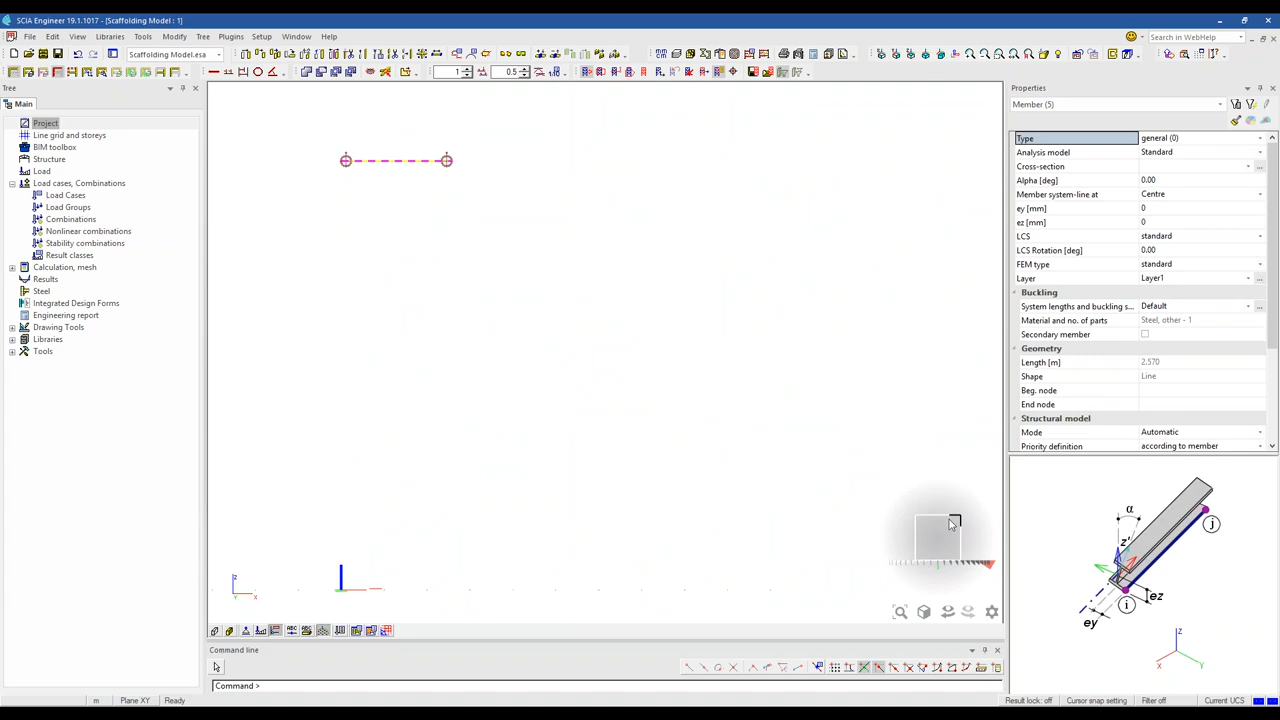 SCIA Engineer 19.1.1017 - [Scaffolding Model : 1]
File Edit View Libraries Tools Modify Tree Plugins Setup Window Help
Search in WebHelp
Scaffolding Model.esa
1
0.5
Tree
Main
Project
Line grid and storeys
BIM toolbox
Structure
Load
Load cases, Combinations
Load Cases
Load Groups
Combinations
Nonlinear combinations
Stability combinations
Result classes
Calculation, mesh
Results
Steel
Integrated Design Forms
Engineering report
Drawing Tools
Libraries
Tools
z
Y
X
Command line
Command >
m Plane XY Ready
Result lock: off Cursor snap setting Filter off Current UCS
Properties
Member (5)
Type general (0)
Analysis model Standard
Cross-section ...
Alpha [deg] 0.00
Member system-line at Centre
ey [mm] 0
ez [mm] 0
LCS standard
LCS Rotation [deg] 0.00
FEM type standard
Layer Layer1 ...
Buckling
System lengths and buckling s... Default ...
Material and no. of parts Steel, other - 1
Secondary member
Geometry
Length [m] 2.570
Shape Line
Beg. node
End node
Structural model
Mode Automatic
Priority definition according to member
α
j
z'
ez
i
ey
Z
X
Y